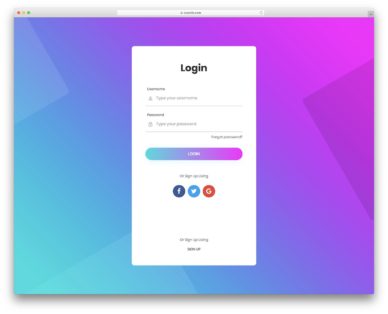 Login
Username
Type your username
Password
Type your password
Forgot password?
LOGIN
Or Sign Up Using
f
G
Or Sign Up Using
SIGN UP